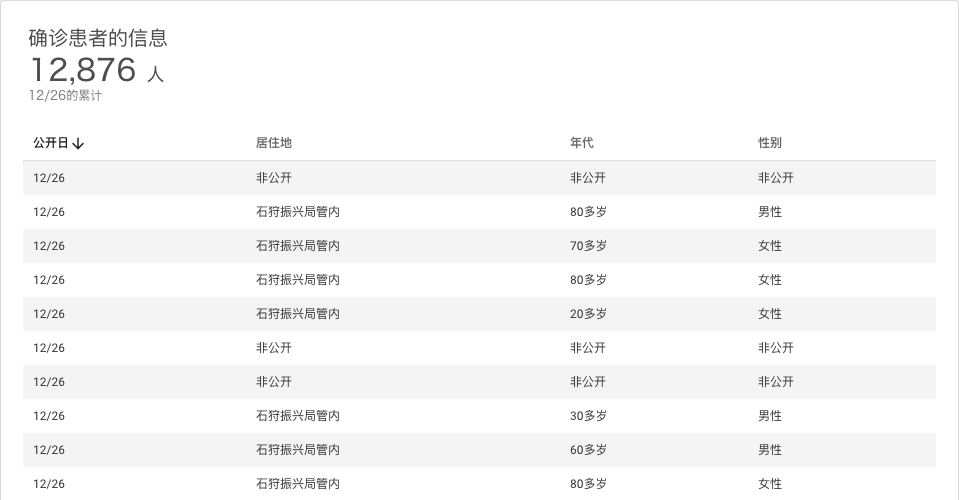 确诊患者的信息
12,876 人
12/26的累计
公开日↓ 居住地 年代 性别
12/26 非公开 非公开 非公开
12/26 石狩振兴局管内 80多岁 男性
12/26 石狩振兴局管内 70多岁 女性
12/26 石狩振兴局管内 80多岁 女性
12/26 石狩振兴局管内 20多岁 女性
12/26 非公开 非公开 非公开
12/26 非公开 非公开 非公开
12/26 石狩振兴局管内 30多岁 男性
12/26 石狩振兴局管内 60多岁 男性
12/26 石狩振兴局管内 80多岁 女性